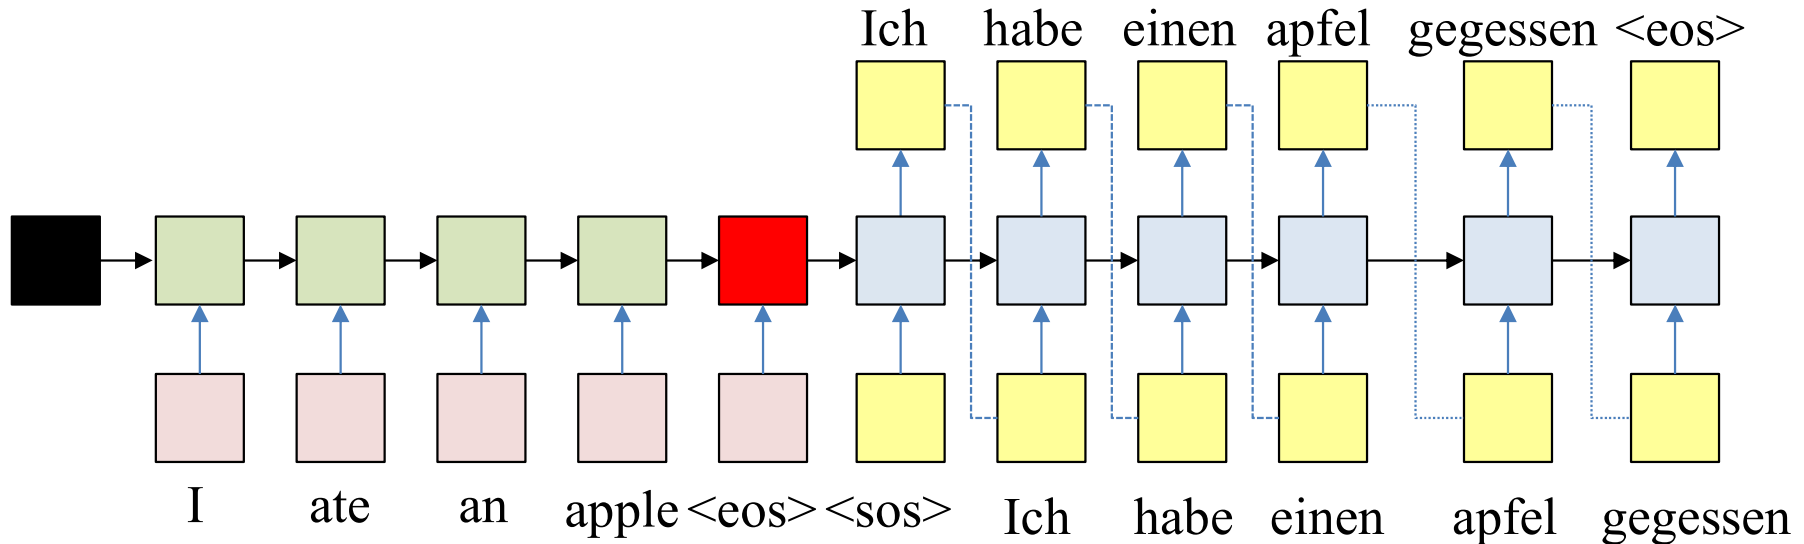 Ich habe einen apfel gegessen <eos>
I ate an apple <eos> <sos> Ich habe einen apfel gegessen